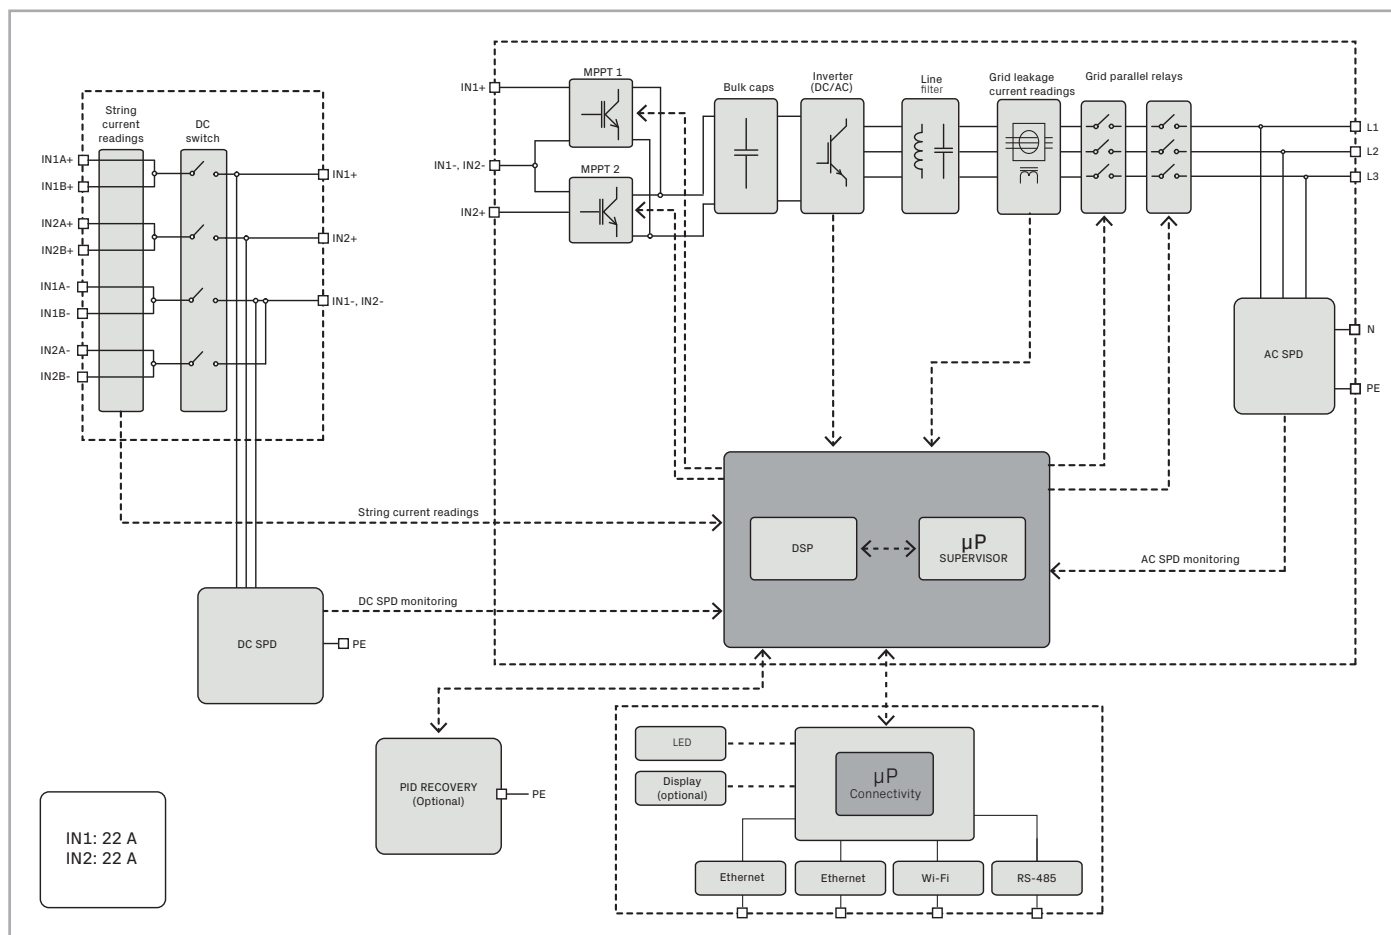 String
current
readings
DC
switch
IN1A+
IN1B+
IN2A+
IN2B+
IN1A-
IN1B-
IN2A-
IN2B-
IN1+
IN2+
IN1-, IN2-
IN1+
IN1-, IN2-
IN2+
MPPT 1
MPPT 2
Bulk caps
Inverter
(DC/AC)
Line
filter
Grid leakage
current readings
Grid parallel relays
L1
L2
L3
N
PE
AC SPD
String current readings
DSP
µP
SUPERVISOR
AC SPD monitoring
DC SPD monitoring
DC SPD
PE
PID RECOVERY
(Optional)
PE
LED
Display
(optional)
µP
Connectivity
Ethernet
Ethernet
Wi-Fi
RS-485
IN1: 22 A
IN2: 22 A